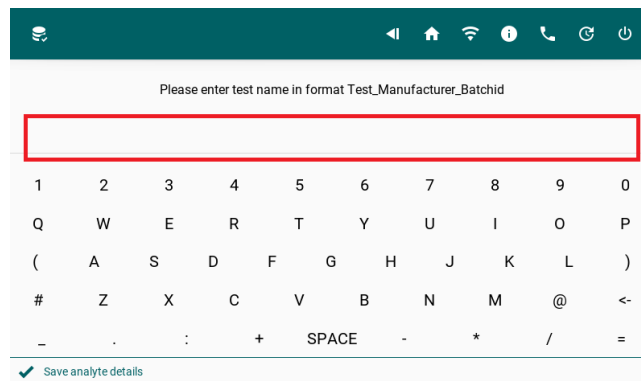 Please enter test name in format Test_Manufacturer_Batchid
1 2 3 4 5 6 7 8 9 0
Q W E R T Y U I O P
( A S D F G H J K L )
# Z X C V B N M @ <-
_ . : + SPACE - * / =
Save analyte details